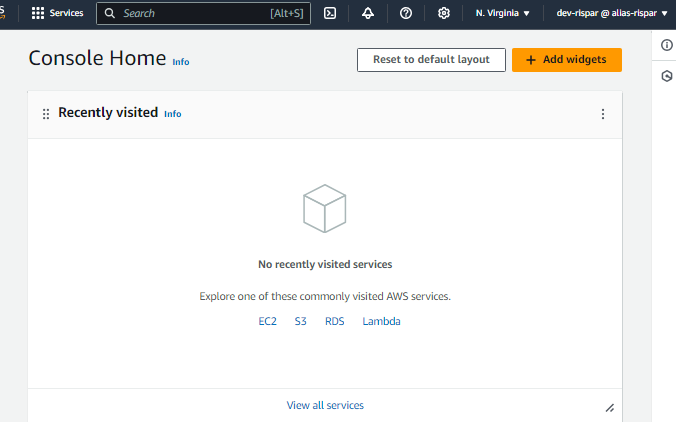 Services Search [Alt+S] N. Virginia dev-rispar @ alias-rispar
Console Home Info Reset to default layout + Add widgets
Recently visited Info
No recently visited services
Explore one of these commonly visited AWS services.
EC2 S3 RDS Lambda
View all services